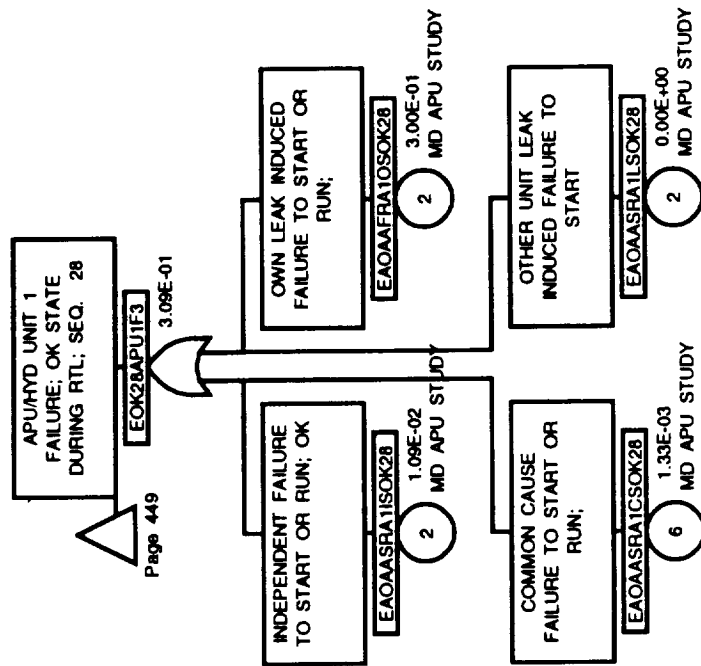 APU/HYD UNIT 1
FAILURE; OK STATE
DURING RTL; SEQ. 28
EOK28APU1F3
3.09E-01
Page 449
INDEPENDENT FAILURE
TO START OR RUN; OK
EAOAASRA1ISOK28
1.09E-02
2
MD APU STUDY
OWN LEAK INDUCED
FAILURE TO START OR
RUN;
EAOAAFRA1OSOK28
3.00E-01
2
MD APU STUDY
COMMON CAUSE
FAILURE TO START OR
RUN;
EAOAASRA1CSOK28
1.33E-03
6
MD APU STUDY
OTHER UNIT LEAK
INDUCED FAILURE TO
START
EAOAASRA1LSOK28
0.00E+00
2
MD APU STUDY